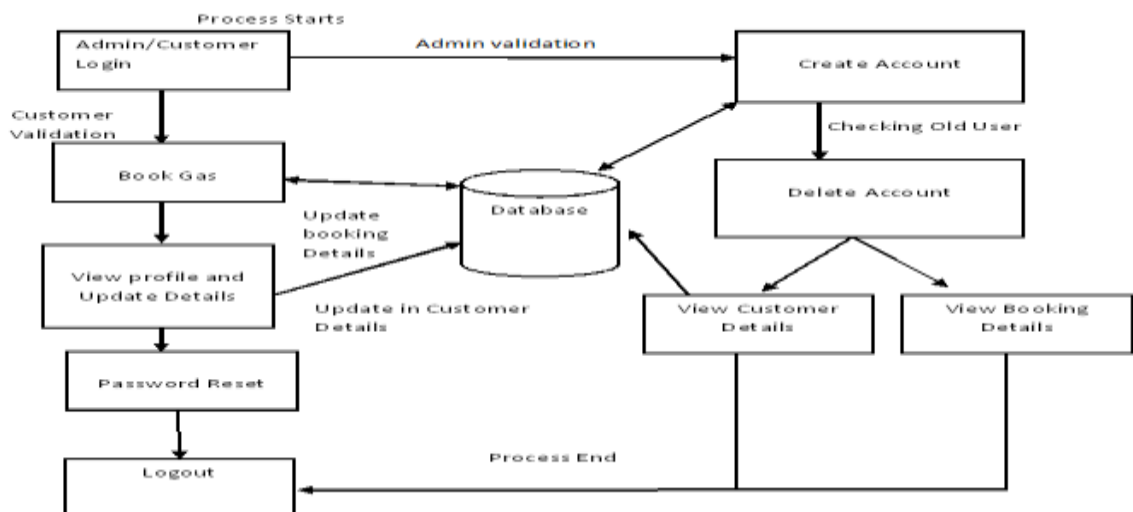 Process Starts
Admin/Customer
Login
Admin validation
Create Account
Customer
Validation
Checking Old User
Book Gas
Delete Account
Database
Update
booking
Details
View profile and
Update Details
Update in Customer
Details
View Customer
Details
View Booking
Details
Password Reset
Process End
Logout